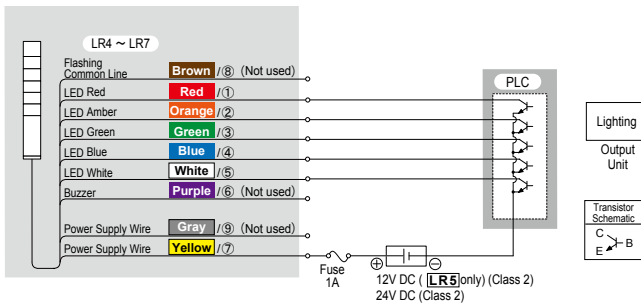 LR4 ～ LR7
Flashing
Common Line Brown /⑧ (Not used)
LED Red Red /①
LED Amber Orange /②
LED Green Green /③
LED Blue Blue /④
LED White White /⑤
Buzzer Purple /⑥ (Not used)
Power Supply Wire Gray /⑨ (Not used)
Power Supply Wire Yellow /⑦
Fuse
1A
⊕ ⊖
12V DC ( LR5 only) (Class 2)
24V DC (Class 2)
PLC
Lighting
Output
Unit
Transistor
Schematic
C
B
E